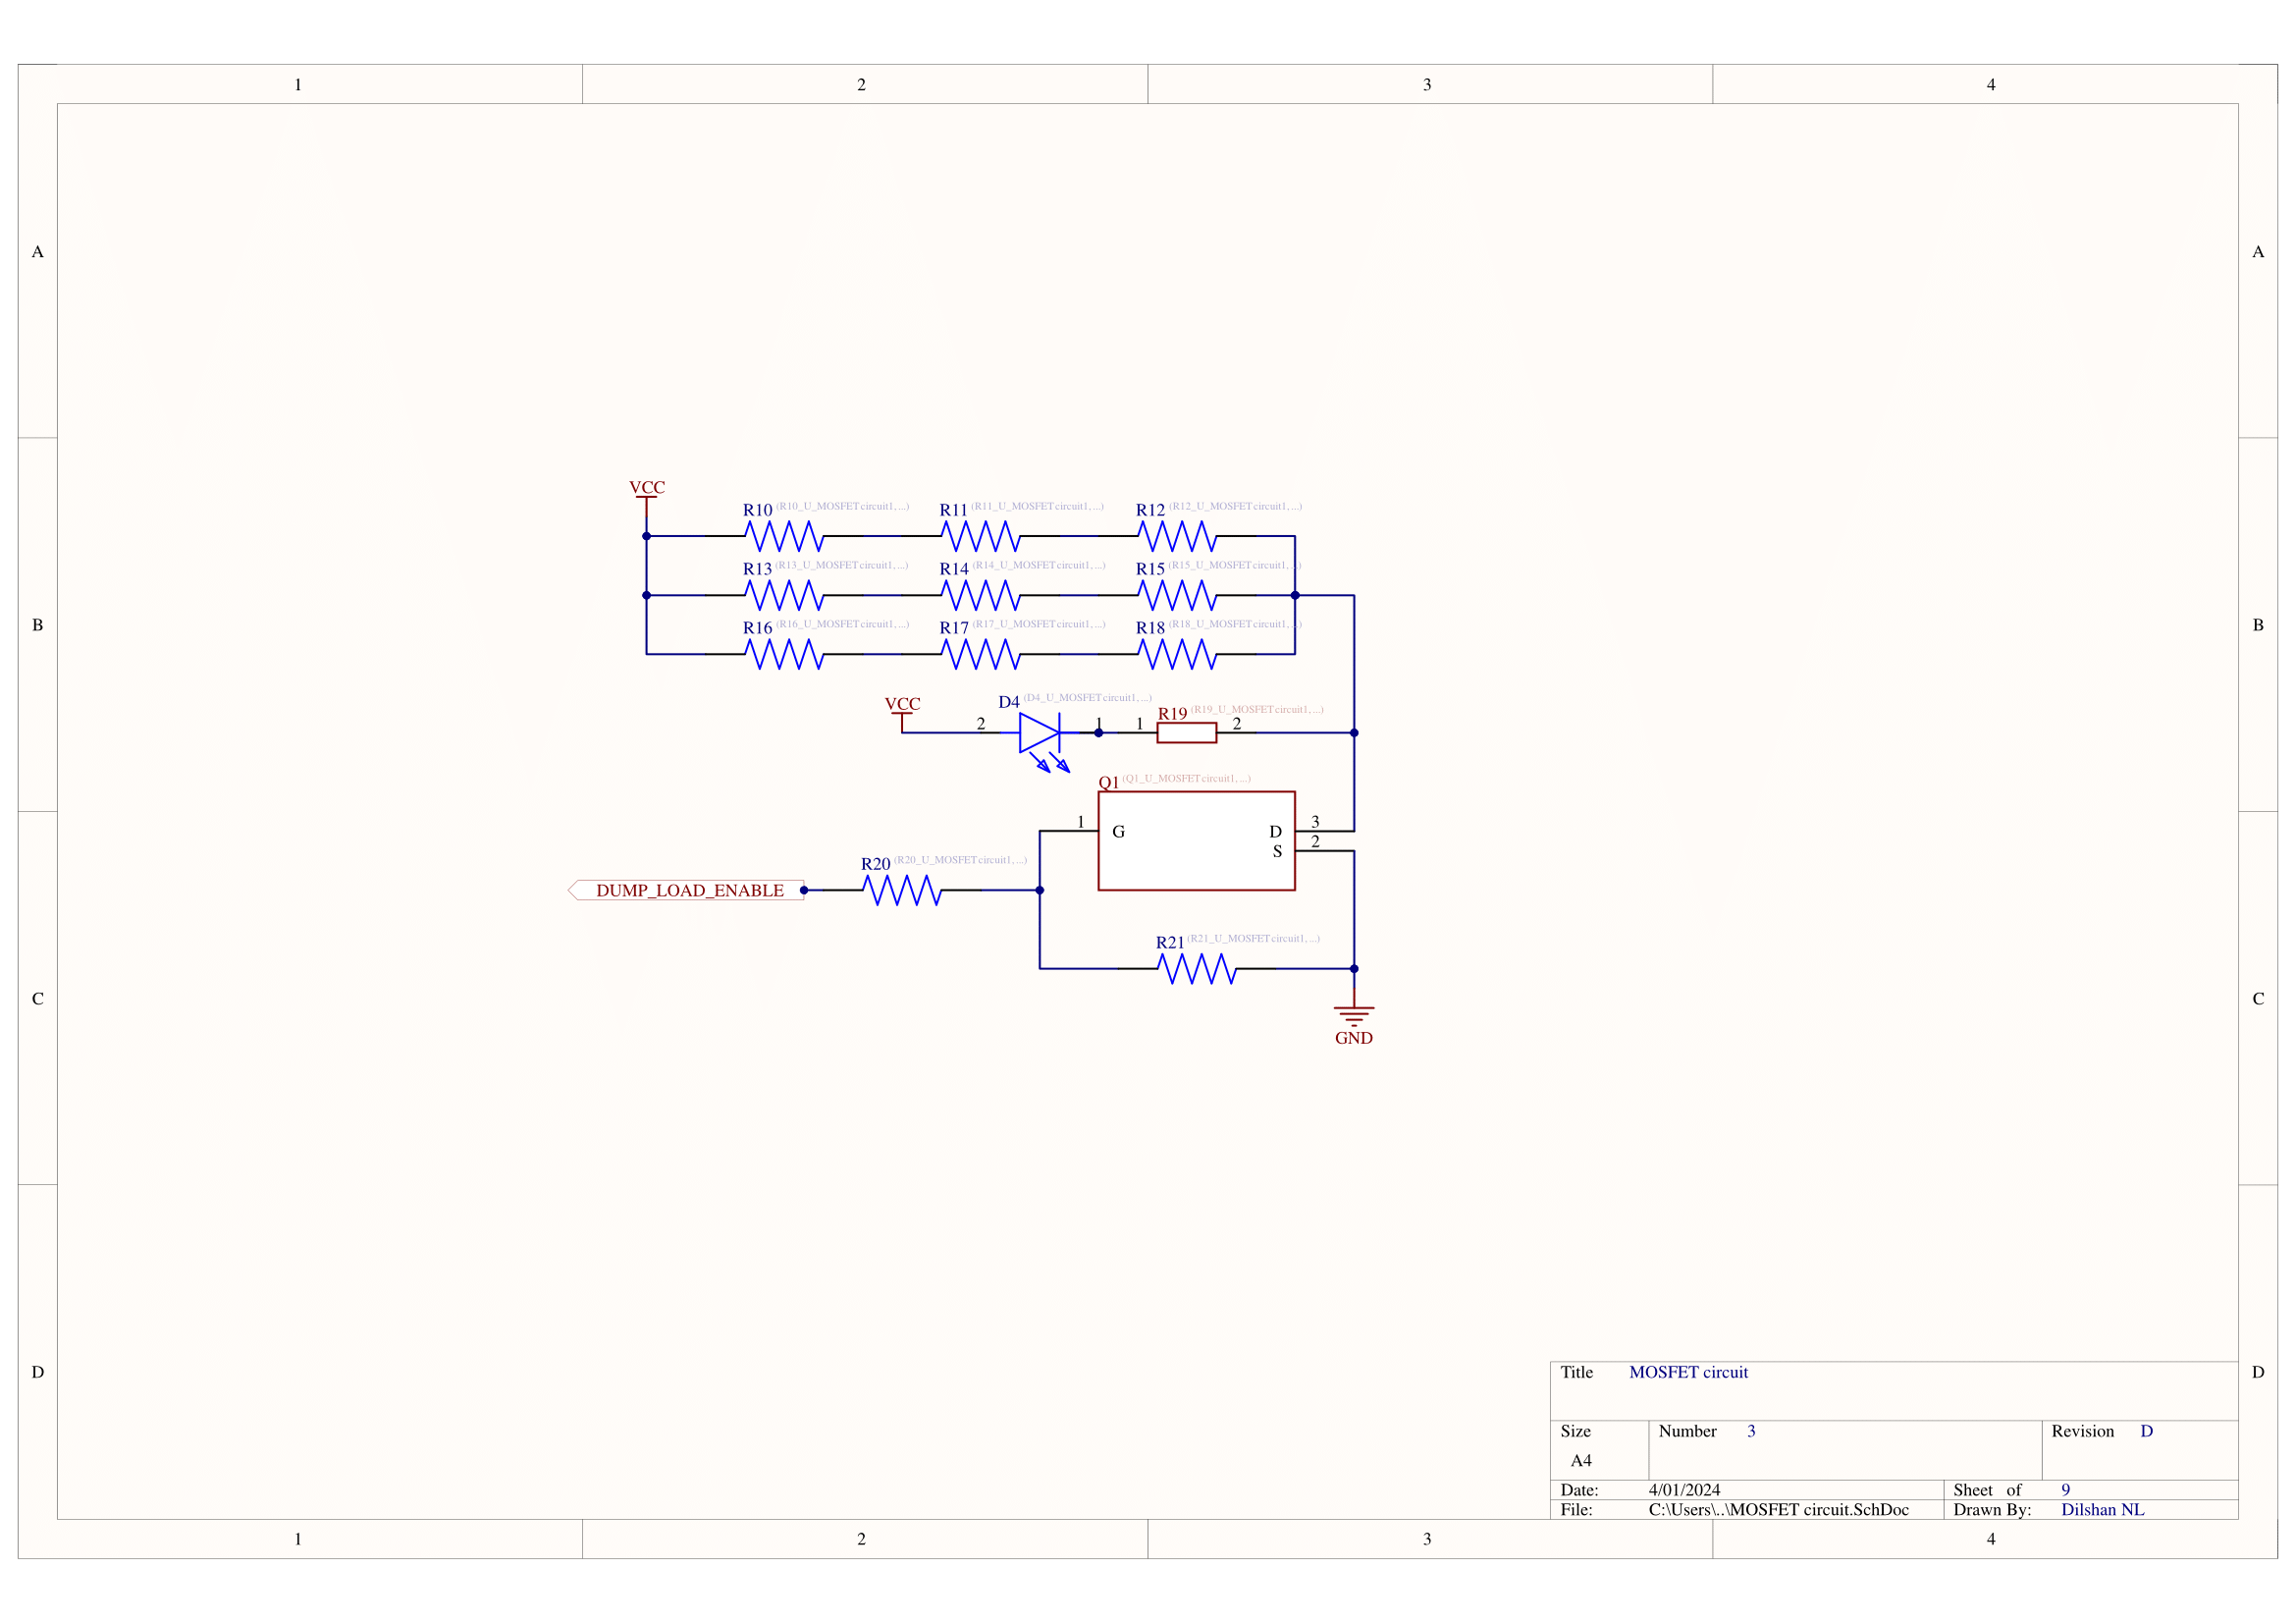 1 2 3 4
A A
VCC
R10 (R10_U_MOSFETcircuit1, ...) R11 (R11_U_MOSFETcircuit1, ...) R12 (R12_U_MOSFETcircuit1, ...)
R13 (R13_U_MOSFETcircuit1, ...) R14 (R14_U_MOSFETcircuit1, ...) R15 (R15_U_MOSFETcircuit1, ...)
B B
R16 (R16_U_MOSFETcircuit1, ...) R17 (R17_U_MOSFETcircuit1, ...) R18 (R18_U_MOSFETcircuit1, ...)
VCC D4 (D4_U_MOSFETcircuit1, ...) R19 (R19_U_MOSFETcircuit1, ...)
2 1 1 2
Q1 (Q1_U_MOSFETcircuit1, ...)
1 G D 3
S 2
R20 (R20_U_MOSFETcircuit1, ...)
DUMP_LOAD_ENABLE
R21 (R21_U_MOSFETcircuit1, ...)
C C
GND
D D
Title MOSFET circuit
Size Number 3 Revision D
A4
Date: 4/01/2024 Sheet of 9
File: C:\Users\..\MOSFET circuit.SchDoc Drawn By: Dilshan NL
1 2 3 4